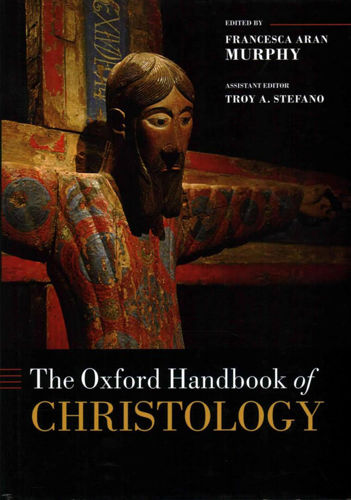 EDITED BY
FRANCESCA ARAN
MURPHY
ASSISTANT EDITOR
TROY A. STEFANO
The Oxford Handbook of
CHRISTOLOGY